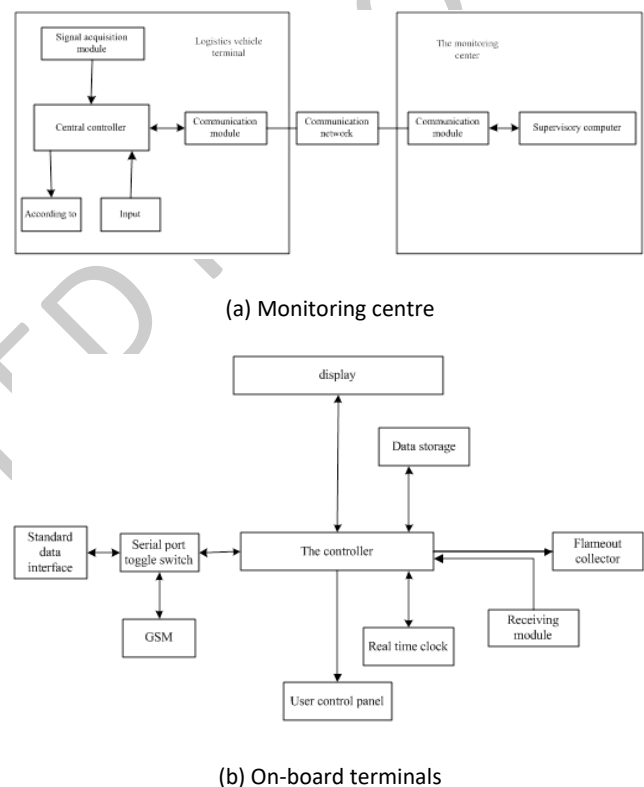 Signal acquisition
module
Logistics vehicle
terminal
The monitoring
center
Central controller
Communication
module
Communication
network
Communication
module
Supervisory computer
According to
Input
(a) Monitoring centre
display
Data storage
Standard
data
interface
Serial port
toggle switch
The controller
Flameout
collector
GSM
Real time clock
Receiving
module
User control panel
(b) On-board terminals